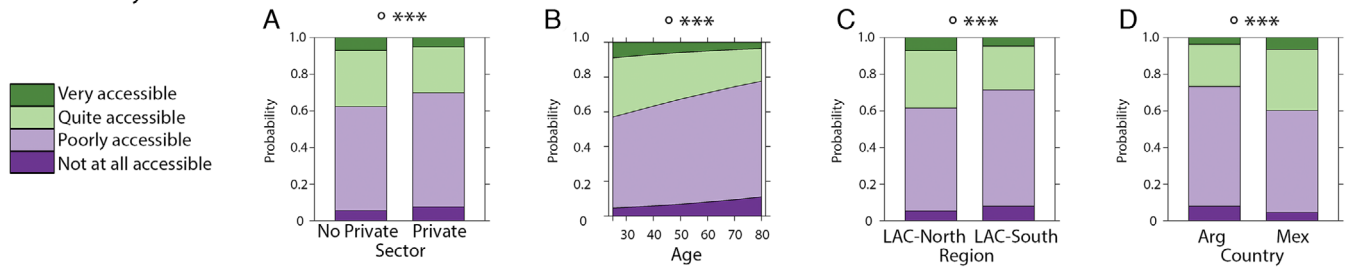 A
° ***
Probability
1.0
0.8
0.6
0.4
0.2
0
No Private Private
Sector
B
° ***
Probability
1.0
0.8
0.6
0.4
0.2
0
30 40 50 60 70 80
Age
C
° ***
Probability
1.0
0.8
0.6
0.4
0.2
0
LAC-North LAC-South
Region
D
° ***
Probability
1.0
0.8
0.6
0.4
0.2
0
Arg Mex
Country
Very accessible
Quite accessible
Poorly accessible
Not at all accessible